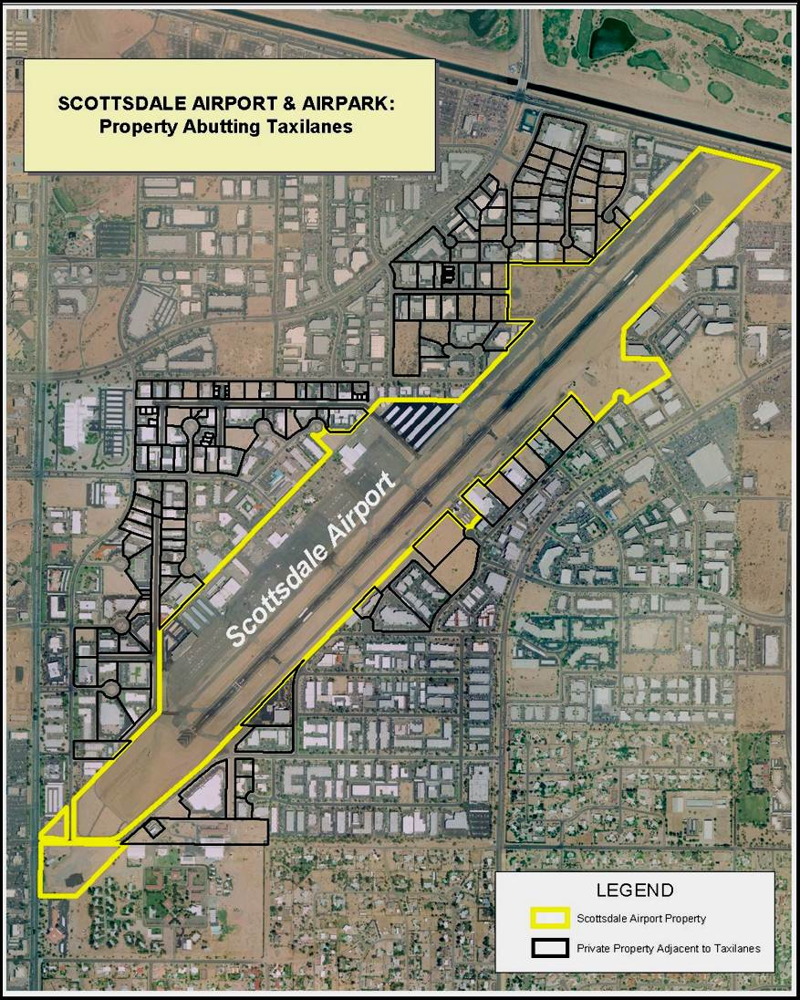 SCOTTSDALE AIRPORT & AIRPARK:
Property Abutting Taxilanes
Scottsdale Airport
LEGEND
Scottsdale Airport Property
Private Property Adjacent to Taxilanes